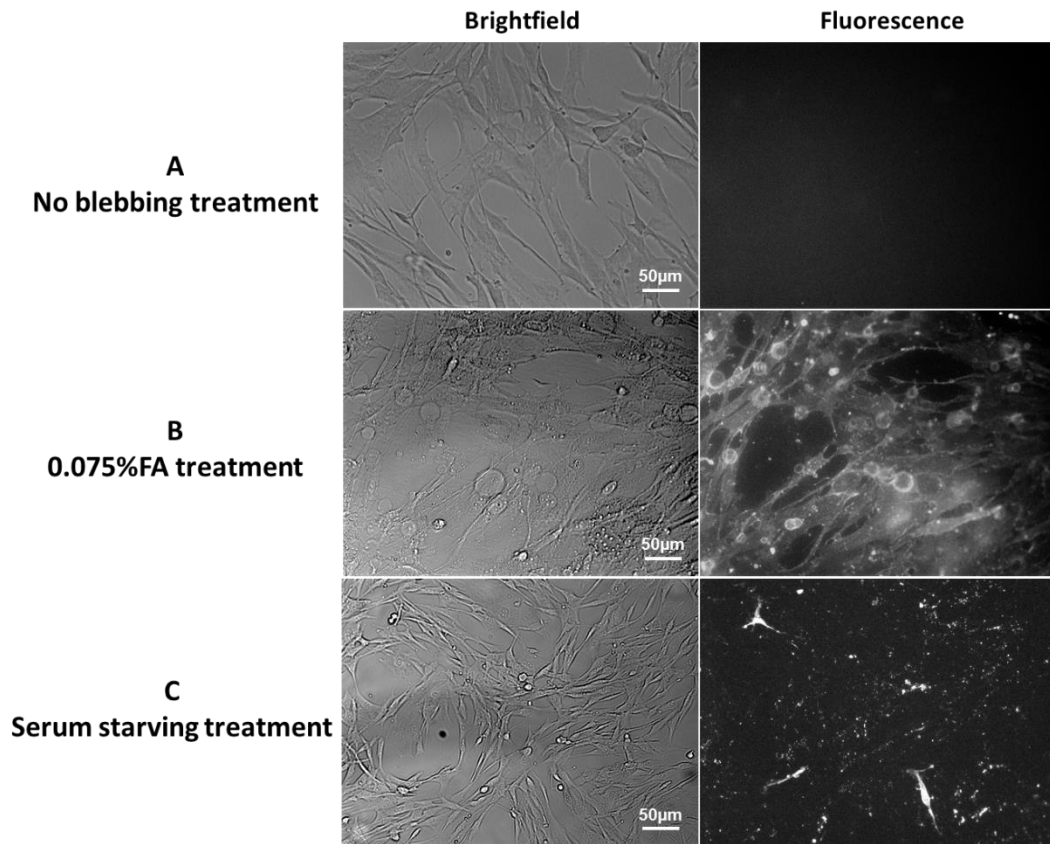 Brightfield
Fluorescence
A
No blebbing treatment
50µm
B
0.075%FA treatment
50µm
C
Serum starving treatment
50µm